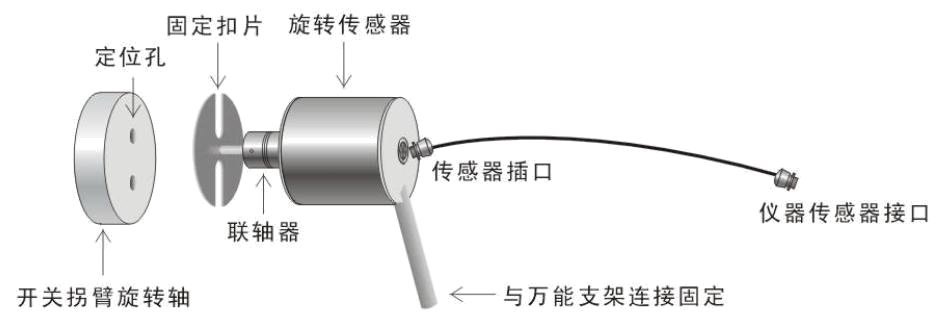 固定扣片
旋转传感器
定位孔
传感器插口
仪器传感器接口
联轴器
开关拐臂旋转轴
与万能支架连接固定